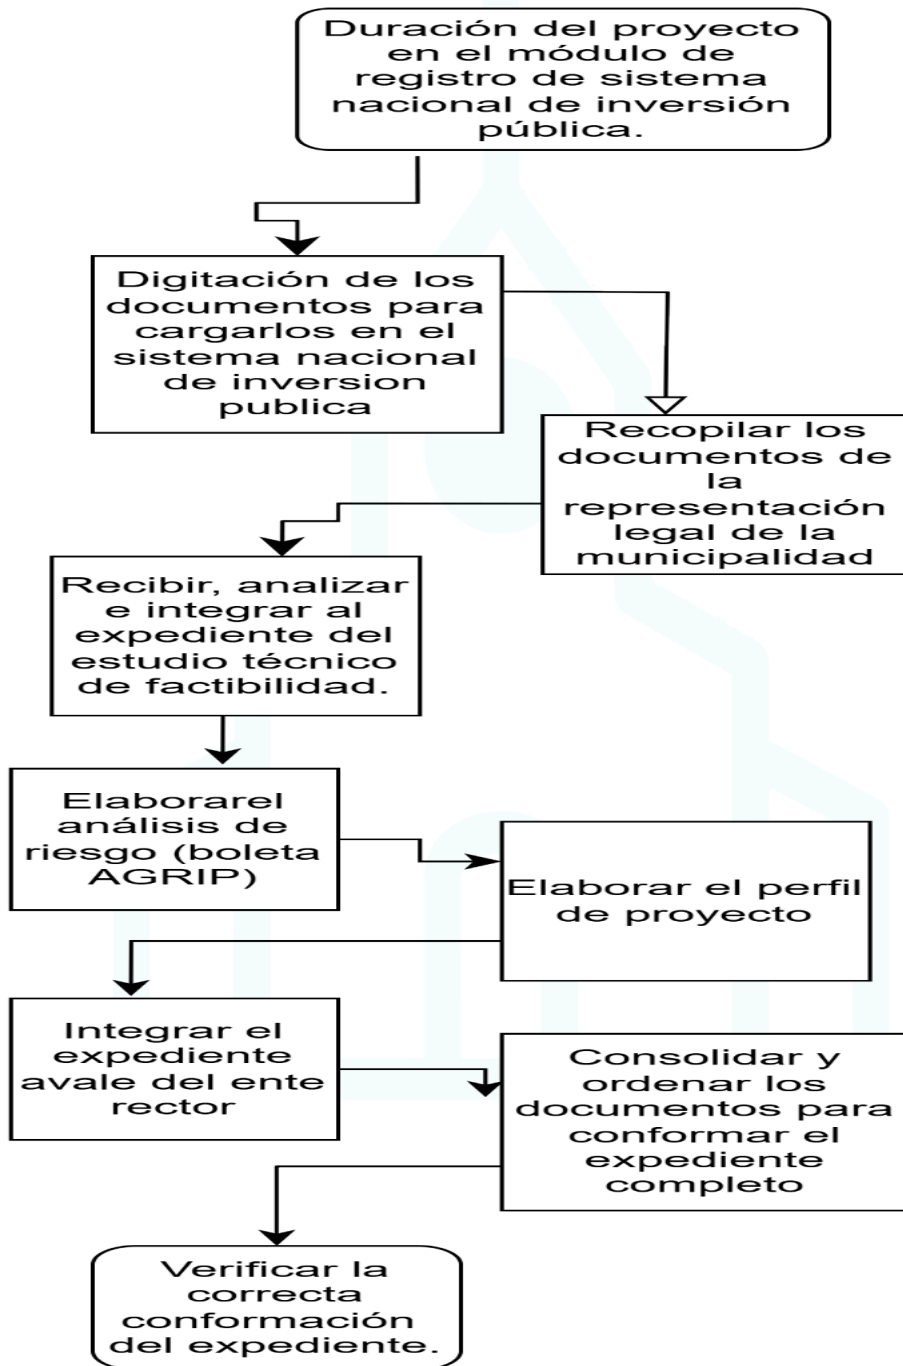 Duración del proyecto
en el módulo de
registro de sistema
nacional de inversión
pública.
Digitación de los
documentos para
cargarlos en el
sistema nacional
de inversion
publica
Recopilar los
documentos de
la
representación
legal de la
municipalidad
Recibir, analizar
e integrar al
expediente del
estudio técnico
de factibilidad.
Elaborarel
análisis de
riesgo (boleta
AGRIP)
Elaborar el perfil
de proyecto
Integrar el
expediente
avale del ente
rector
Consolidar y
ordenar los
documentos para
conformar el
expediente
completo
Verificar la
correcta
conformación
del expediente.